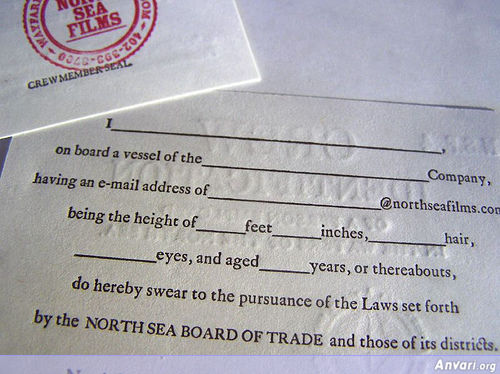 NORTH
SEA
FILMS
CREW MEMBER SEAL
I ,
on board a vessel of the Company,
having an e-mail address of @northseafilms.com
being the height of feet inches, hair,
eyes, and aged years, or thereabouts,
do hereby swear to the pursuance of the Laws set forth
by the NORTH SEA BOARD OF TRADE and those of its districts.
Anvari.org